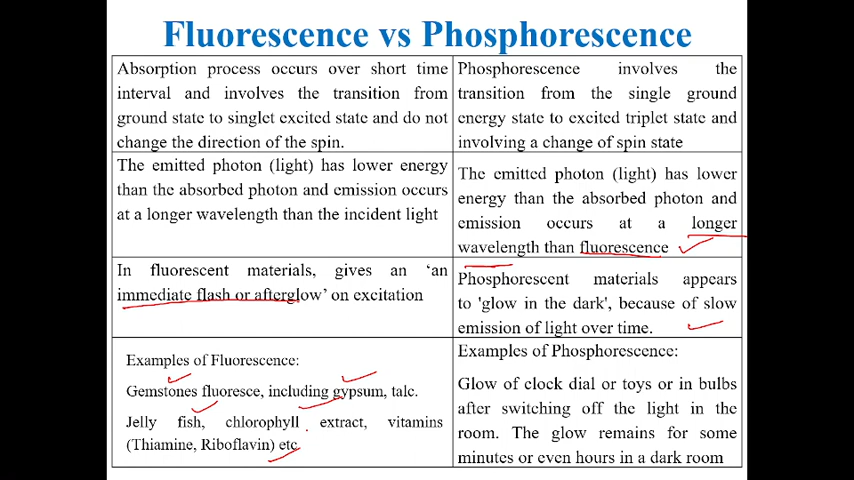 Fluorescence vs Phosphorescence
Absorption process occurs over short time
interval and involves the transition from
ground state to singlet excited state and do not
change the direction of the spin.
Phosphorescence involves the
transition from the single ground
energy state to excited triplet state and
involving a change of spin state
The emitted photon (light) has lower energy
than the absorbed photon and emission occurs
at a longer wavelength than the incident light
The emitted photon (light) has lower
energy than the absorbed photon and
emission occurs at a longer
wavelength than fluorescence
In fluorescent materials, gives an ‘an
immediate flash or afterglow’ on excitation
Phosphorescent materials appears
to 'glow in the dark', because of slow
emission of light over time.
Examples of Fluorescence:
Gemstones fluoresce, including gypsum, talc.
Jelly fish, chlorophyll extract, vitamins
(Thiamine, Riboflavin) etc.
Examples of Phosphorescence:
Glow of clock dial or toys or in bulbs
after switching off the light in the
room. The glow remains for some
minutes or even hours in a dark room